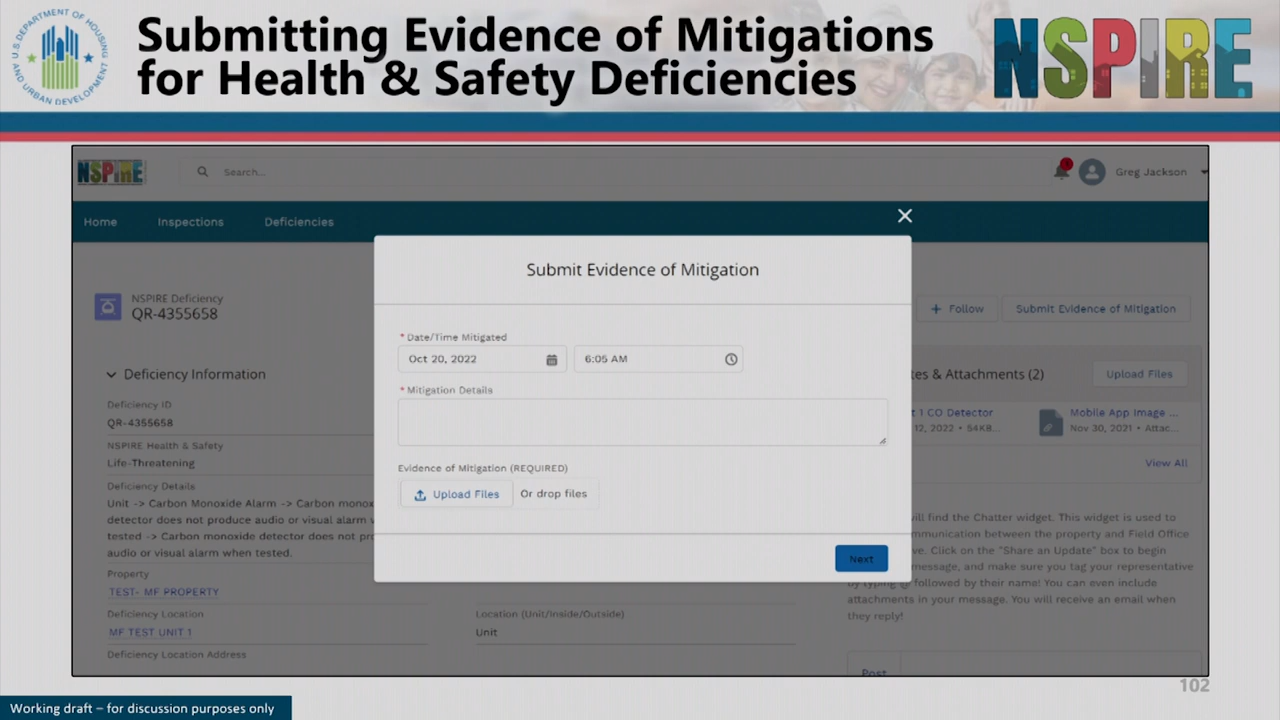 U.S. DEPARTMENT OF HOUSING
AND URBAN DEVELOPMENT
Submitting Evidence of Mitigations
for Health & Safety Deficiencies
NSPIRE
NSPIRE
Search...
Greg Jackson
Home
Inspections
Deficiencies
NSPIRE Deficiency
QR-4355658
+ Follow
Submit Evidence of Mitigation
Deficiency Information
Deficiency ID
QR-4355658
NSPIRE Health & Safety
Life-Threatening
Deficiency Details
Unit -> Carbon Monoxide Alarm -> Carbon monox
detector does not produce audio or visual alarm
tested -> Carbon monoxide detector does not pr
audio or visual alarm when tested.
Property
TEST- MF PROPERTY
Deficiency Location
MF TEST UNIT 1
Deficiency Location Address
Location (Unit/Inside/Outside)
Unit
Submit Evidence of Mitigation
* Date/Time Mitigated
Oct 20, 2022
6:05 AM
* Mitigation Details
Evidence of Mitigation (REQUIRED)
Upload Files
Or drop files
Next
tes & Attachments (2)
Upload Files
t 1 CO Detector
12, 2022 • 54KB...
Mobile App Image ...
Nov 30, 2021 • Attac...
View All
ill find the Chatter widget. This widget is used to
mmunication between the property and Field Office
ve. Click on the "Share an Update" box to begin
message, and make sure you tag your representative
by typing @ followed by their name! You can even include
attachments in your message. You will receive an email when
they reply!
Post
102
Working draft – for discussion purposes only